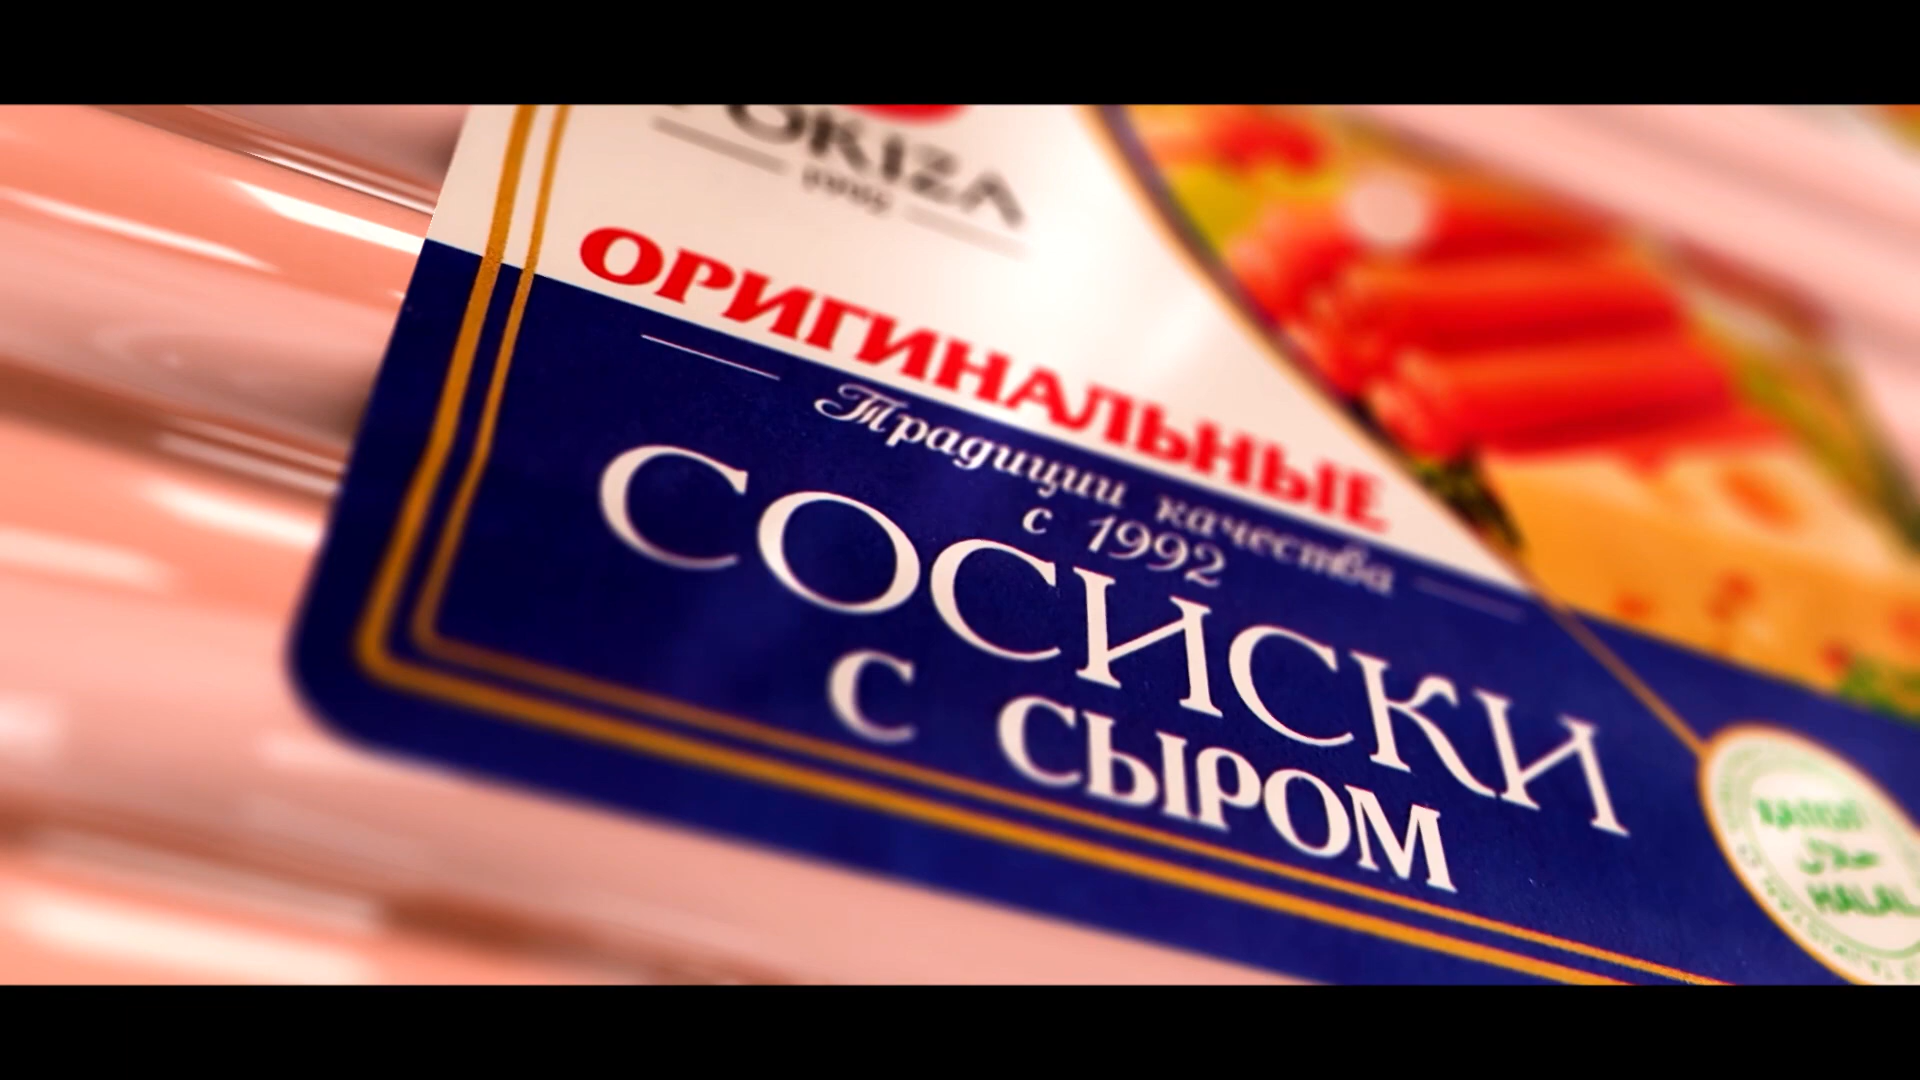 ОРИГИНАЛЬНЫЕ
Традиции качества
с 1992
СОСИСКИ
С СЫРОМ
HALAL